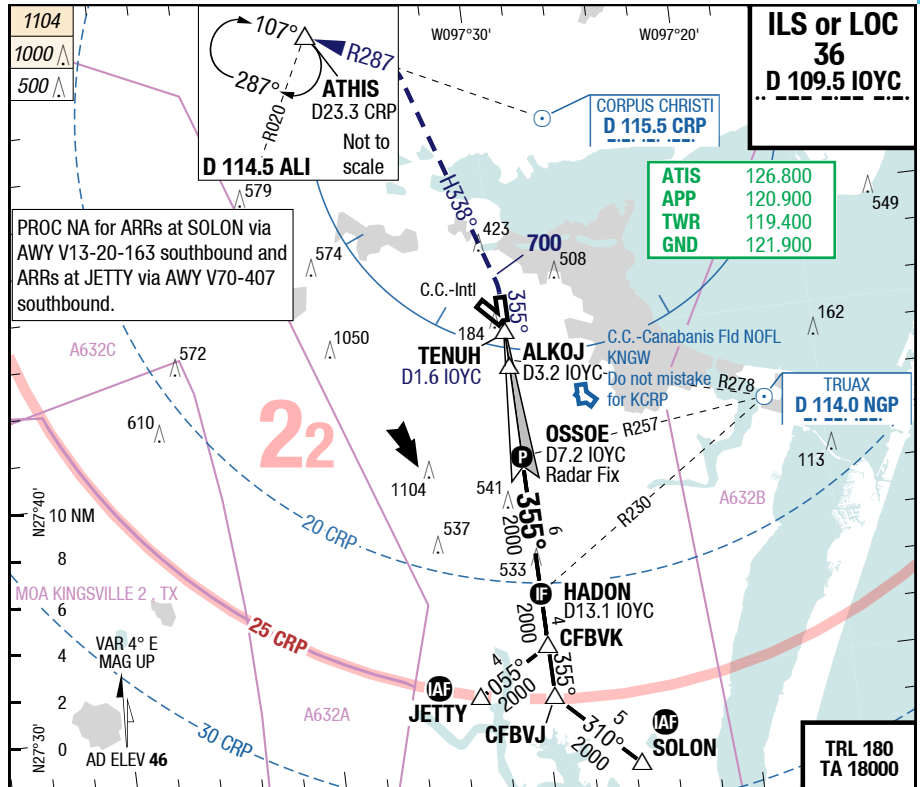 1104
1000
500
107°
287°
R020
R287
ATHIS
D23.3 CRP
Not to
scale
D 114.5 ALI
W097°30'
W097°20'
ILS or LOC
36
D 109.5 IOYC
CORPUS CHRISTI
D 115.5 CRP
ATIS 126.800
APP 120.900
TWR 119.400
GND 121.900
549
579
PROC NA for ARRs at SOLON via
AWY V13-20-163 southbound and
ARRs at JETTY via AWY V70-407
southbound.
H338°
423
700
574
508
C.C.-Intl
355°
184
162
1050
A632C
572
TENUH
D1.6 IOYC
ALKOJ
D3.2 IOYC
C.C.-Canabanis Fld NOFL
KNGW
Do not mistake
for KCRP
R278
TRUAX
D 114.0 NGP
610
22
OSSOE
D7.2 IOYC
Radar Fix
P
R257
113
1104
541
R230
A632B
N27°40'
10 NM
20 CRP
537
355°
6
2000
533
8
MOA KINGSVILLE 2 , TX
6
IF
HADON
D13.1 IOYC
4
2000
25 CRP
VAR 4° E
MAG UP
CFBVK
4
4
055°
2000
355°
IAF
JETTY
2
A632A
CFBVJ
5
310°
2000
IAF
SOLON
30 CRP
N27°30'
0
AD ELEV 46
TRL 180
TA 18000